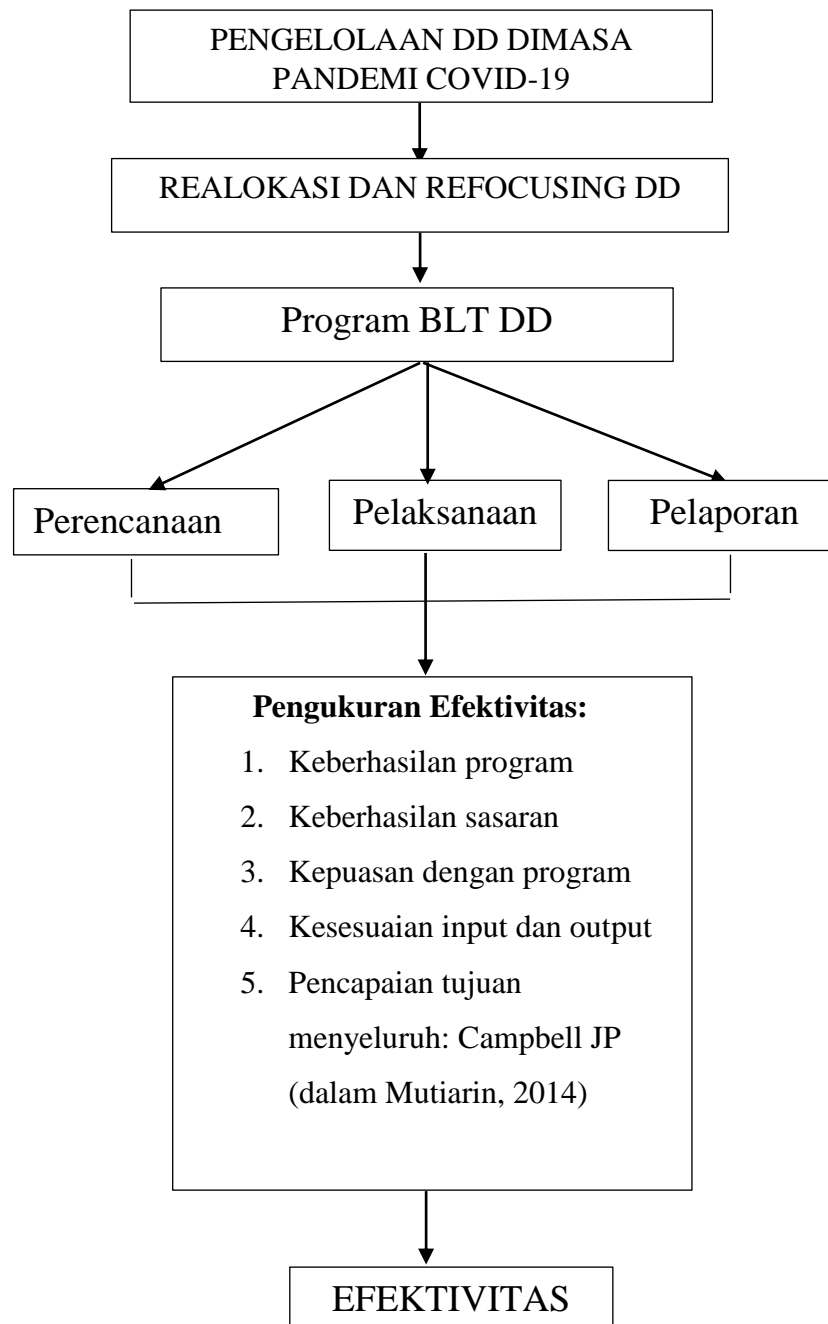 PENGELOLAAN DD DIMASA
PANDEMI COVID-19
REALOKASI DAN REFOCUSING DD
Program BLT DD
Perencanaan
Pelaksanaan
Pelaporan
Pengukuran Efektivitas:
1. Keberhasilan program
2. Keberhasilan sasaran
3. Kepuasan dengan program
4. Kesesuaian input dan output
5. Pencapaian tujuan
menyeluruh: Campbell JP
(dalam Mutiarin, 2014)
EFEKTIVITAS